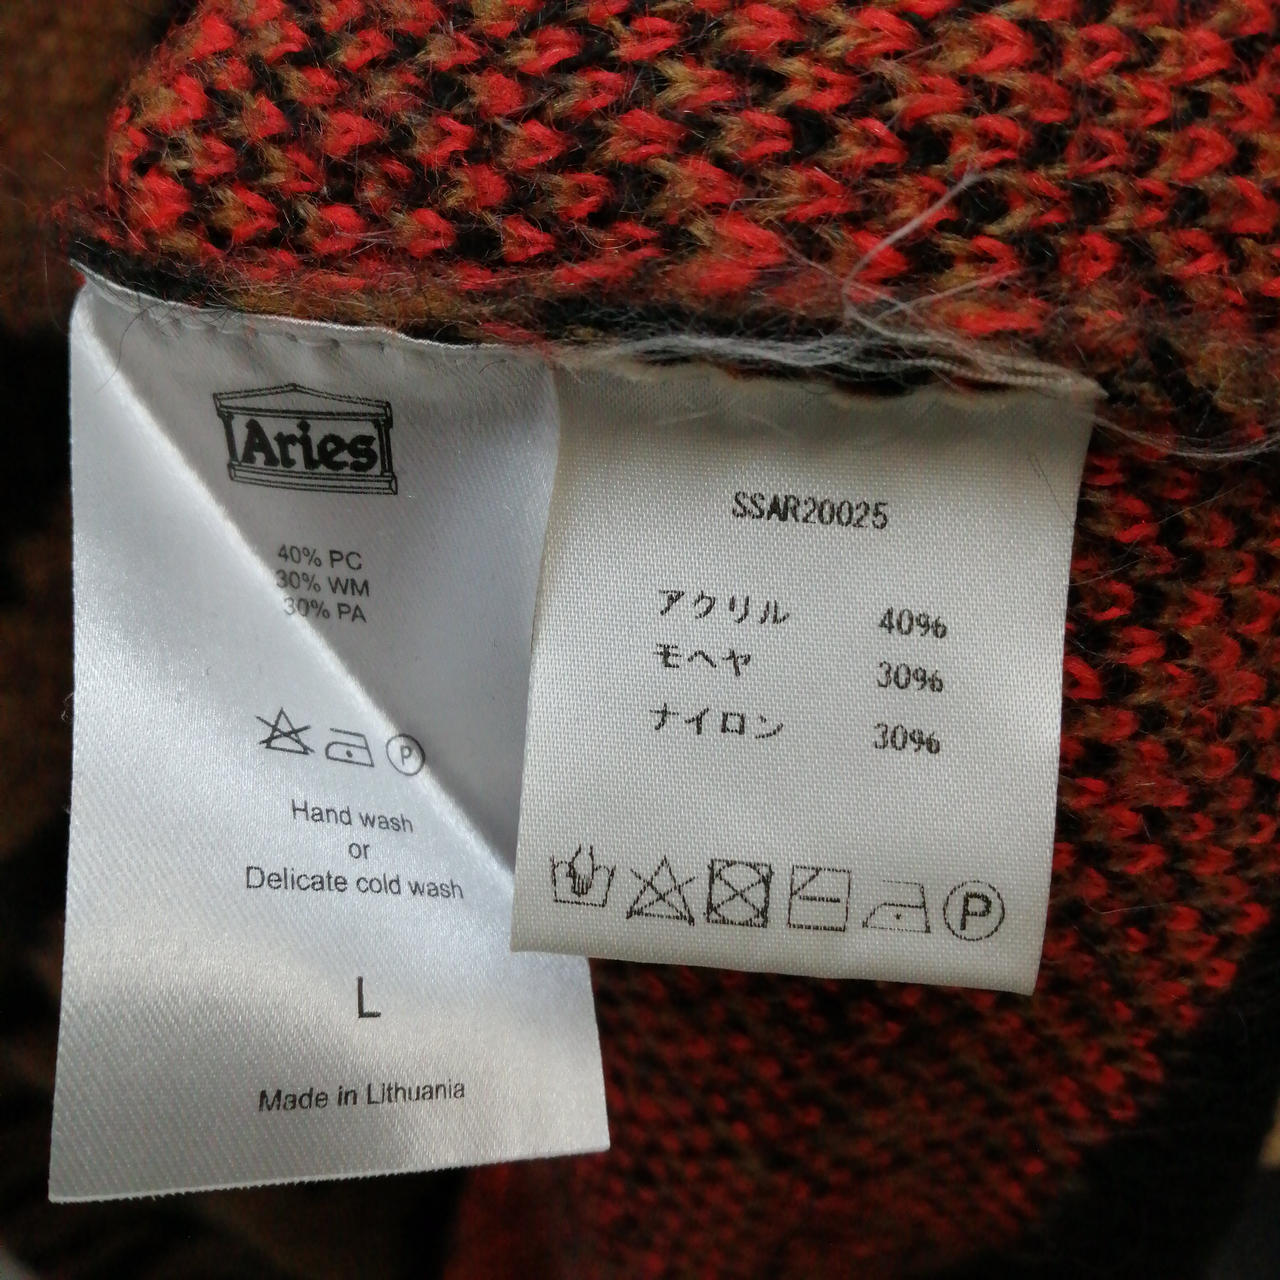 Aries
40% PC
30% WM
30% PA
P
Hand wash
or
Delicate cold wash
L
Made in Lithuania
SSAR20025
アクリル 40%
モヘヤ 30%
ナイロン 30%
P